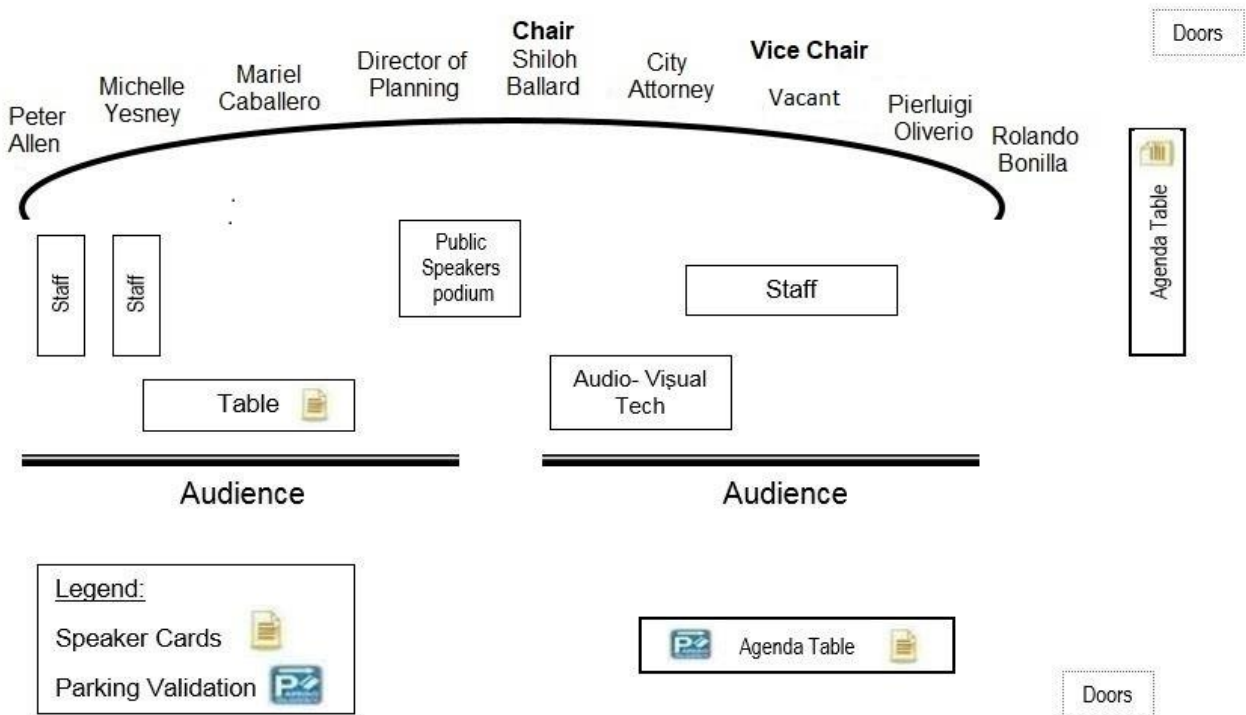 Doors
Chair
Shiloh
Ballard
Vice Chair
Vacant
City
Attorney
Director of
Planning
Mariel
Caballero
Michelle
Yesney
Peter
Allen
Pierluigi
Oliverio
Rolando
Bonilla
Staff
Staff
Public
Speakers
podium
Staff
Agenda Table
Table
Audio- Visual
Tech
Audience
Audience
Legend:
Speaker Cards
Parking Validation
Agenda Table
Doors